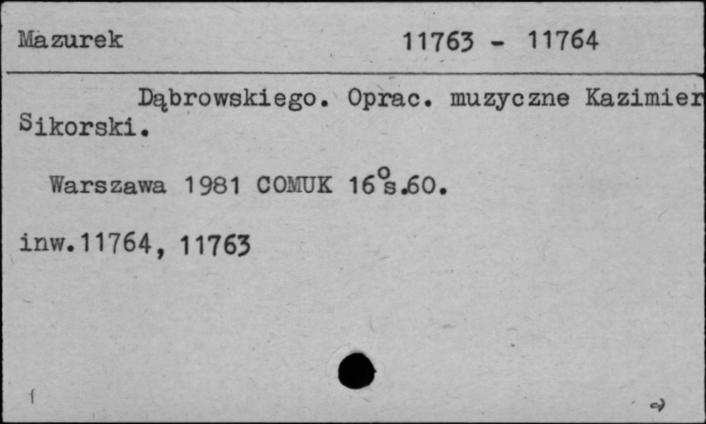 Mazurek 11763 - 11764
Dąbrowskiego. Oprac. muzyczne Kazimier
Sikorski.
Warszawa 1981 COMUK 16°s.60.
inw.11764, 11763